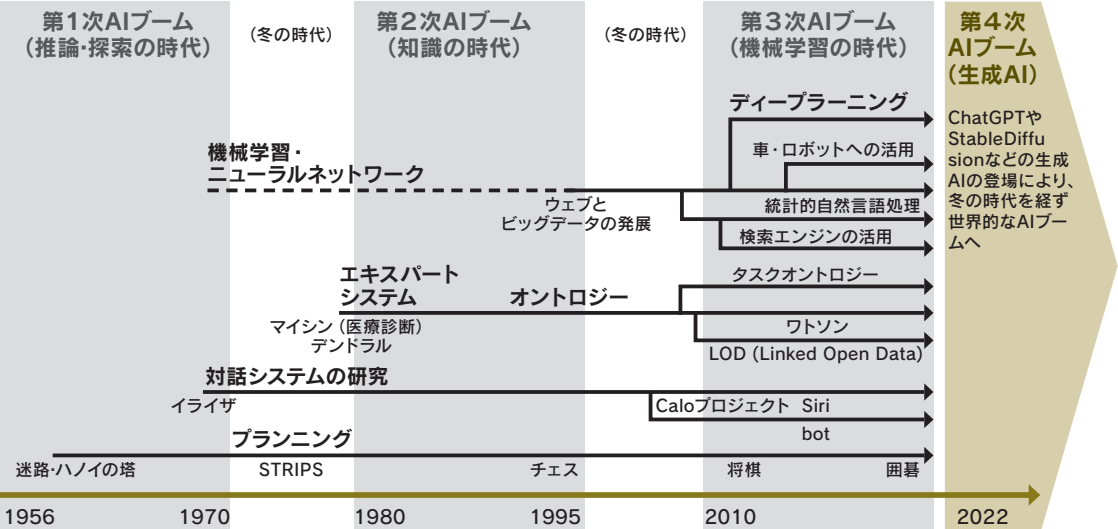 第1次AIブーム
（推論・探索の時代）
（冬の時代）
第2次AIブーム
（知識の時代）
（冬の時代）
第3次AIブーム
（機械学習の時代）
第4次
AIブーム
（生成AI）
ChatGPTや
StableDiffu
sionなどの生成
AIの登場により、
冬の時代を経ず
世界的なAIブー
ムへ
ディープラーニング
機械学習・
ニューラルネットワーク
車・ロボットへの活用
ウェブと
ビッグデータの発展
統計的自然言語処理
検索エンジンの活用
エキスパート
システム
オントロジー
タスクオントロジー
マイシン（医療診断）
デンドラル
ワトソン
LOD (Linked Open Data)
対話システムの研究
イライザ
Caloプロジェクト Siri
bot
プランニング
迷路・ハノイの塔
STRIPS
チェス
将棋
囲碁
1956
1970
1980
1995
2010
2022